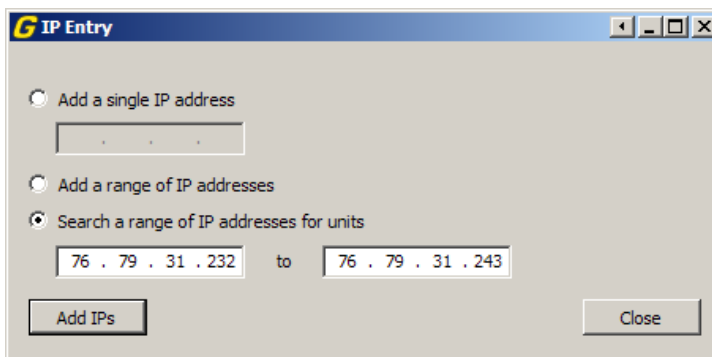 G IP Entry
Add a single IP address
. . .
Add a range of IP addresses
Search a range of IP addresses for units
76 . 79 . 31 . 232 to 76 . 79 . 31 . 243
Add IPs Close